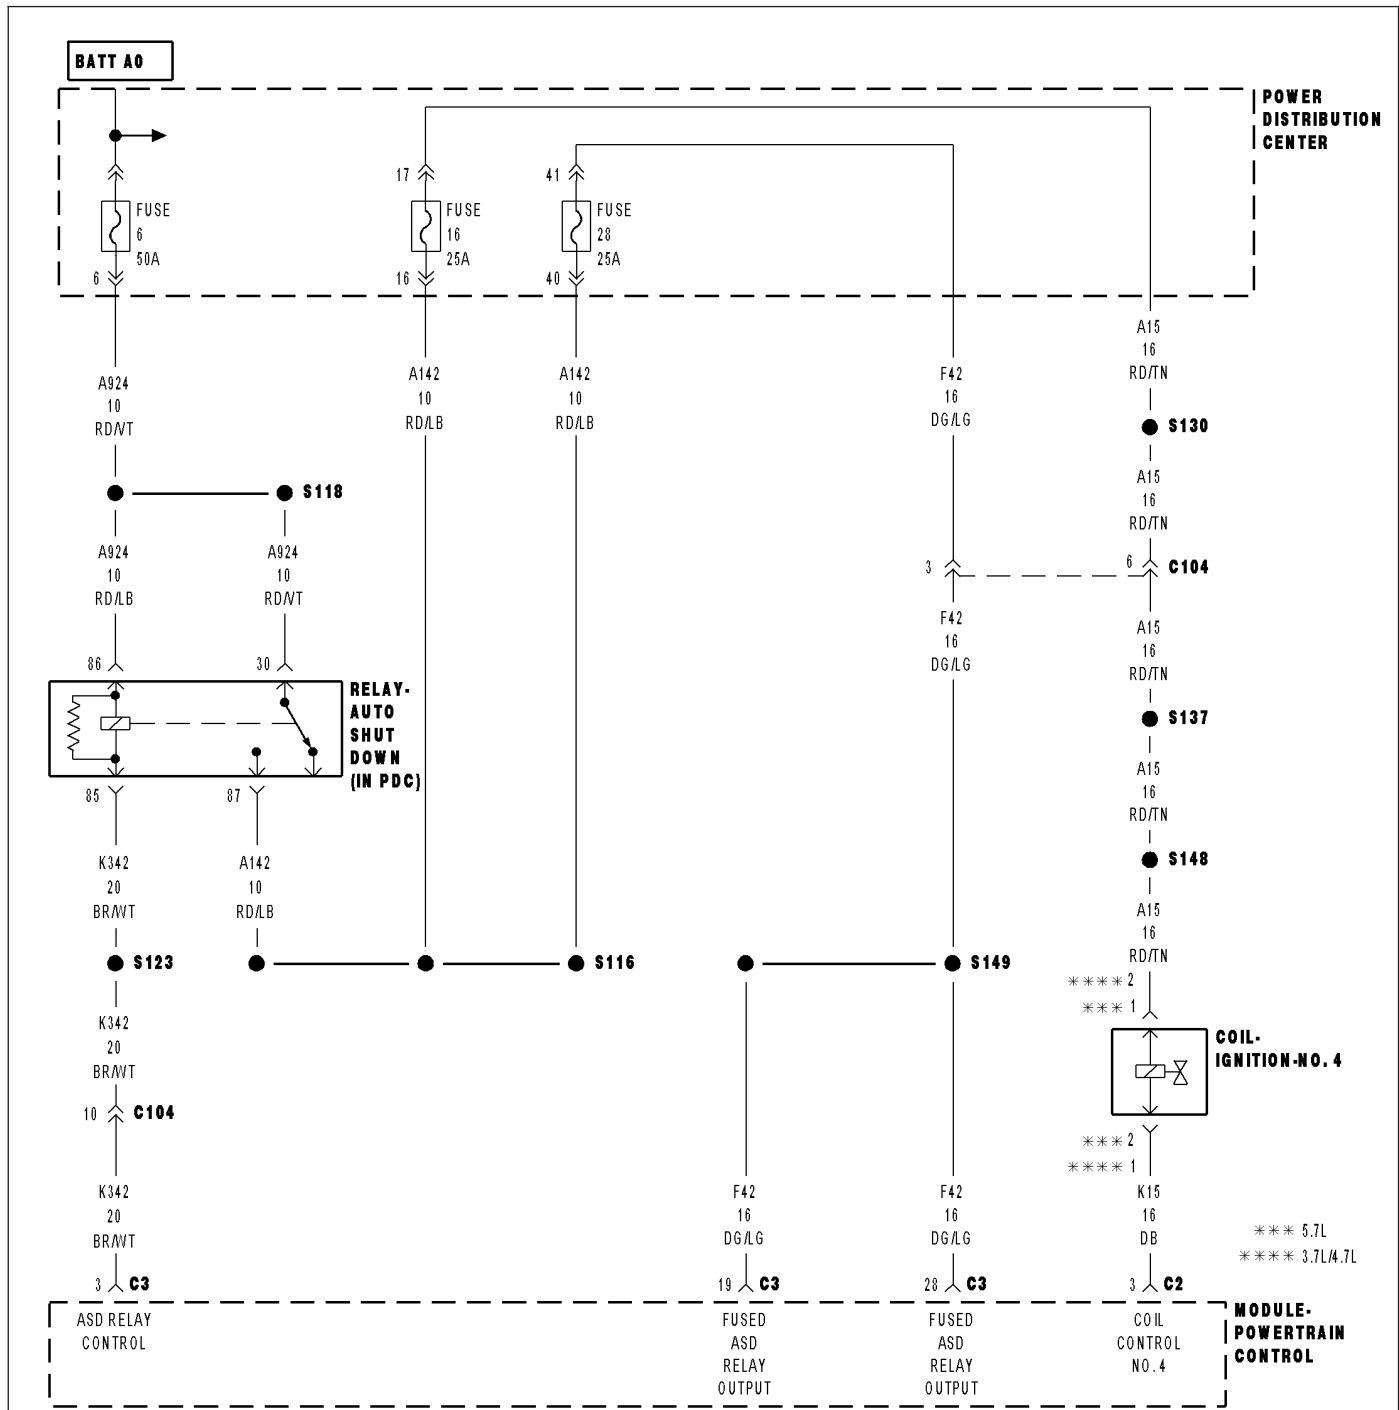 BATT A0
POWER
DISTRIBUTION
CENTER
17
41
FUSE
6
50A
FUSE
16
25A
FUSE
28
25A
6
16
40
A924
10
RD/VT
A142
10
RD/LB
A142
10
RD/LB
F42
16
DG/LG
A15
16
RD/TN
S130
S118
A15
16
RD/TN
A924
10
RD/LB
A924
10
RD/VT
3
6
C104
F42
16
DG/LG
A15
16
RD/TN
86
30
RELAY-
AUTO
SHUT
DOWN
(IN PDC)
S137
85
87
A15
16
RD/TN
S148
K342
20
BR/WT
A142
10
RD/LB
A15
16
RD/TN
S123
S116
S149
**** 2
*** 1
K342
20
BR/WT
COIL-
IGNITION-NO. 4
10
C104
*** 2
**** 1
K342
20
BR/WT
F42
16
DG/LG
F42
16
DG/LG
K15
16
DB
*** 5.7L
**** 3.7L/4.7L
3 C3
19 C3
28 C3
3 C2
ASD RELAY
CONTROL
FUSED
ASD
RELAY
OUTPUT
FUSED
ASD
RELAY
OUTPUT
COIL
CONTROL
NO. 4
MODULE-
POWERTRAIN
CONTROL